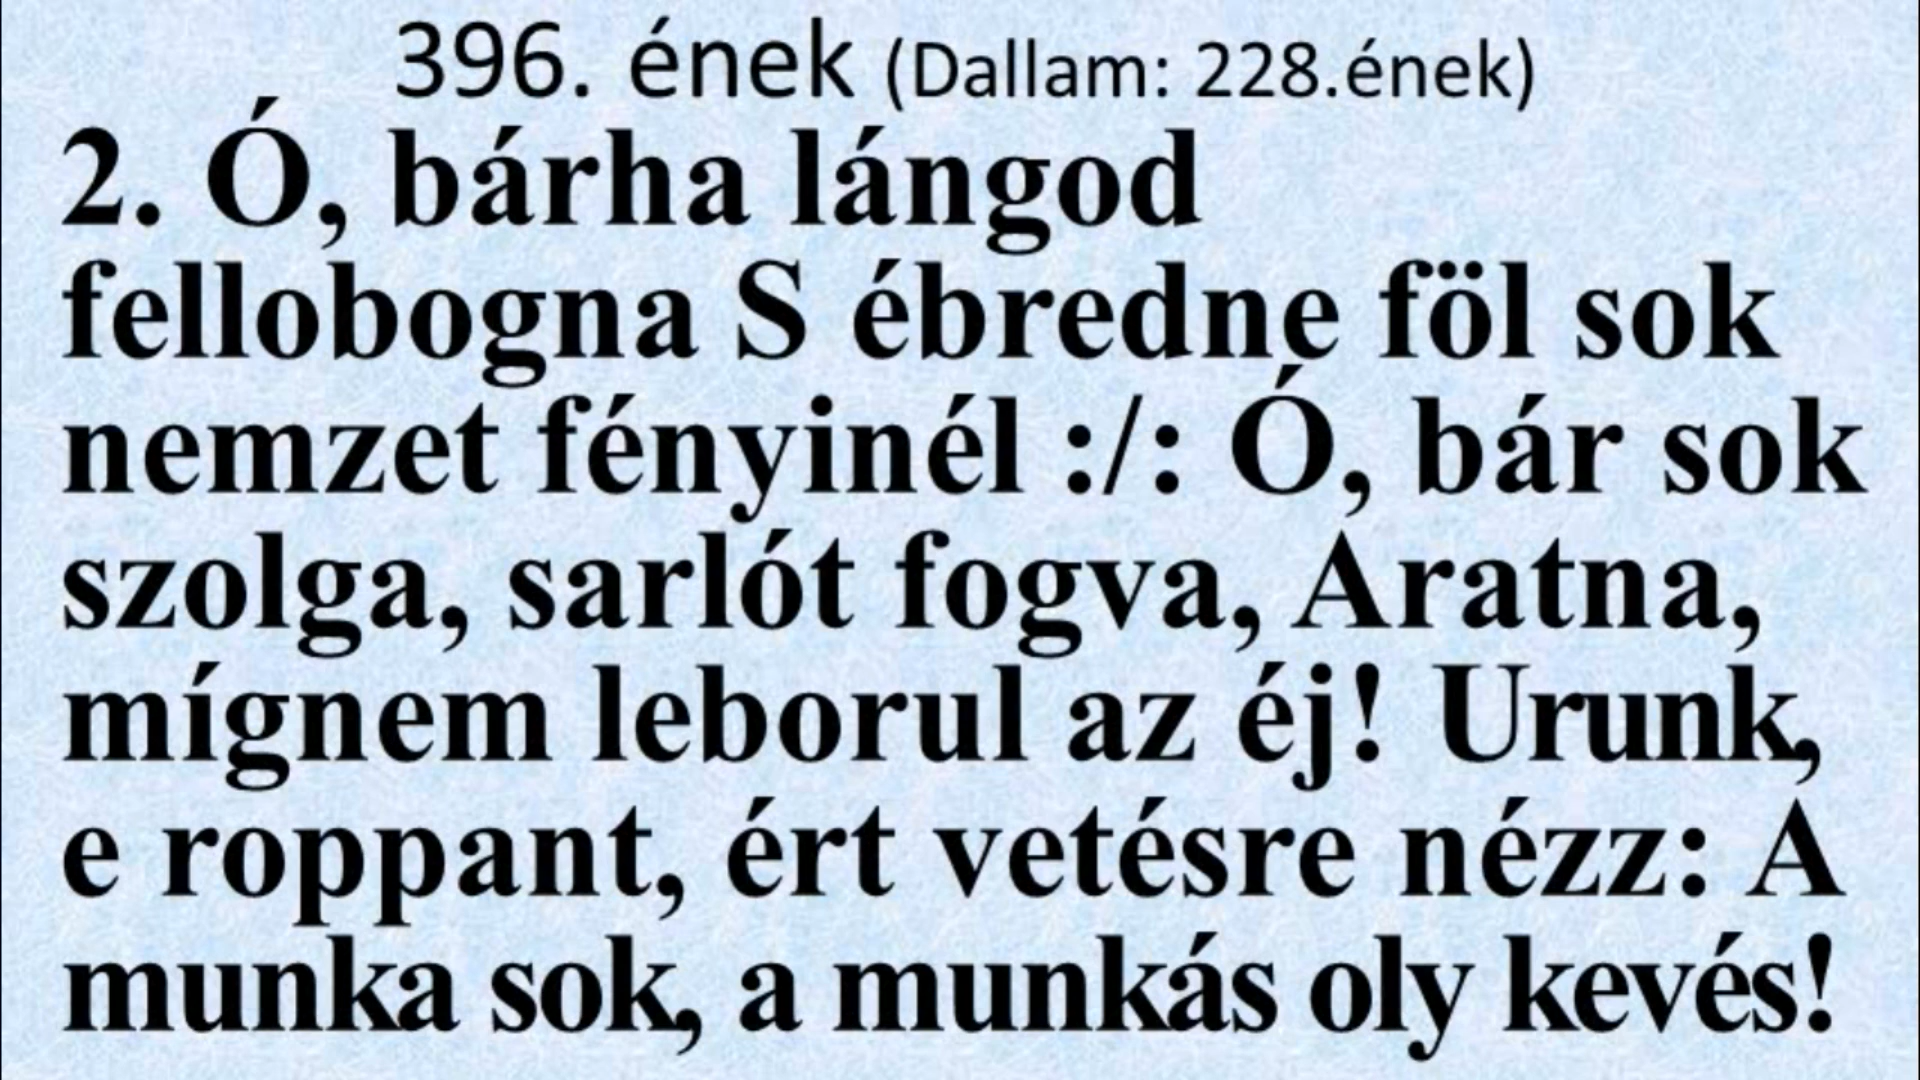 396. ének (Dallam: 228.ének)
2. Ó, bárha lángod
fellobogna S ébredne föl sok
nemzet fényinél :/: Ó, bár sok
szolga, sarlót fogva, Aratna,
mígnem leborul az éj! Urunk,
e roppant, ért vetésre nézz: A
munka sok, a munkás oly kevés!